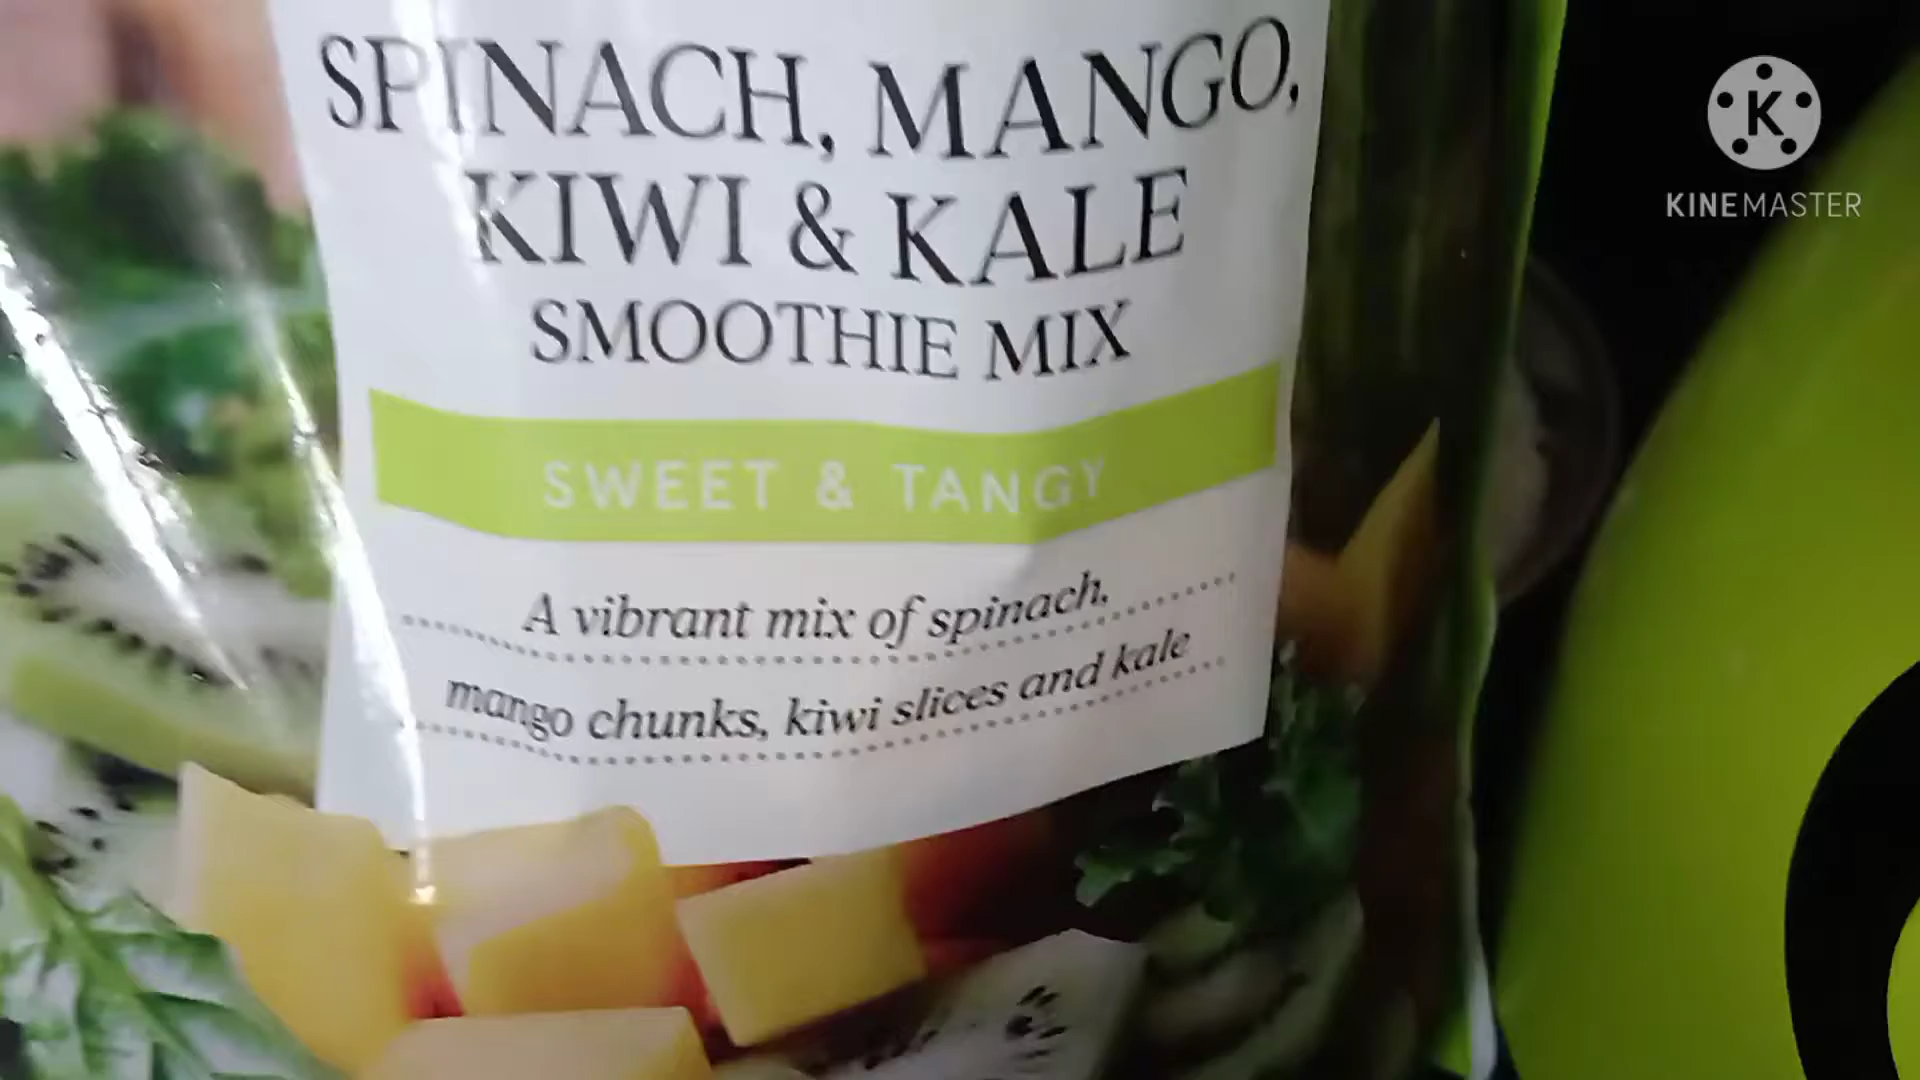 SPINACH, MANGO,
KIWI & KALE
SMOOTHIE MIX
SWEET & TANGY
A vibrant mix of spinach,
mango chunks, kiwi slices and kale
K
KINEMASTER